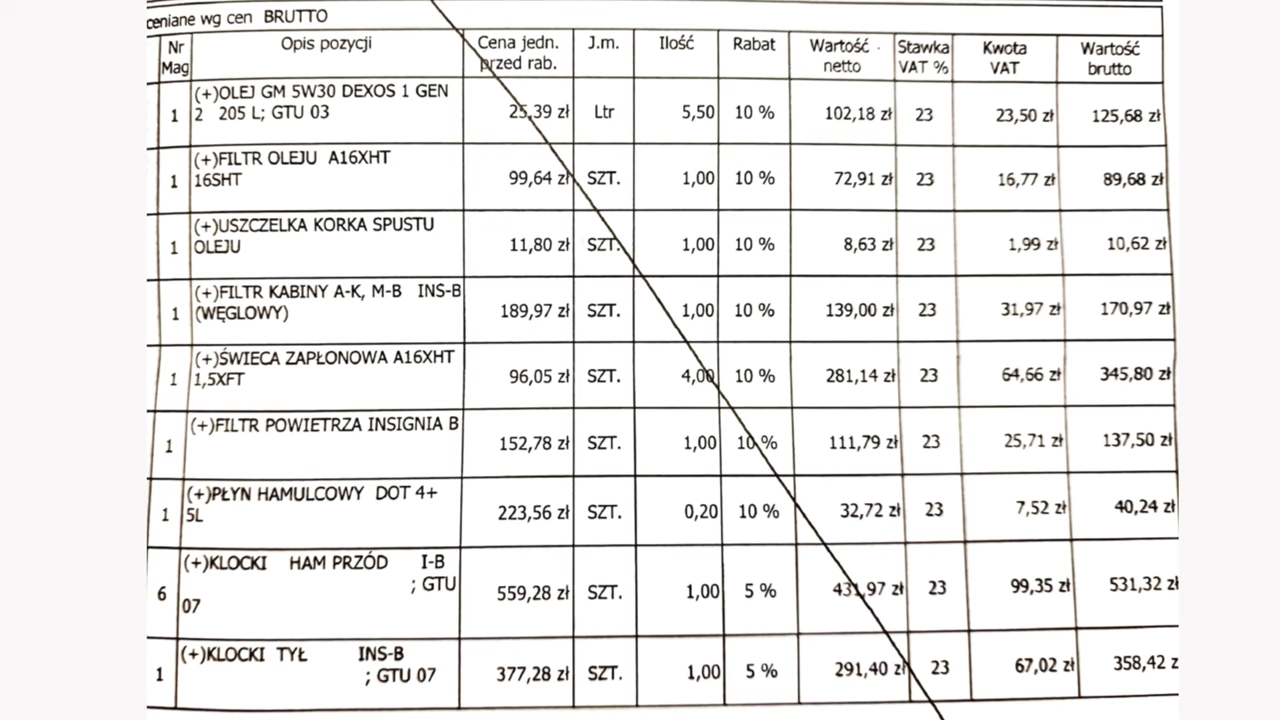 ceniane wg cen BRUTTO
Nr Mag Opis pozycji Cena jedn. przed rab. J.m. Ilość Rabat Wartość netto Stawka VAT % Kwota VAT Wartość brutto
1 (+)OLEJ GM 5W30 DEXOS 1 GEN
2 205 L; GTU 03 25,39 zł Ltr 5,50 10 % 102,18 zł 23 23,50 zł 125,68 zł
(+)FILTR OLEJU A16XHT
1 16SHT 99,64 zł SZT. 1,00 10 % 72,91 zł 23 16,77 zł 89,68 zł
(+)USZCZELKA KORKA SPUSTU
1 OLEJU 11,80 zł SZT. 1,00 10 % 8,63 zł 23 1,99 zł 10,62 zł
(+)FILTR KABINY A-K, M-B INS-B
1 (WĘGLOWY) 189,97 zł SZT. 1,00 10 % 139,00 zł 23 31,97 zł 170,97 zł
(+)ŚWIECA ZAPŁONOWA A16XHT
1 1,5XFT 96,05 zł SZT. 4,00 10 % 281,14 zł 23 64,66 zł 345,80 zł
(+)FILTR POWIETRZA INSIGNIA B
1 152,78 zł SZT. 1,00 10 % 111,79 zł 23 25,71 zł 137,50 zł
(+)PŁYN HAMULCOWY DOT 4+
1 5L 223,56 zł SZT. 0,20 10 % 32,72 zł 23 7,52 zł 40,24 zł
(+)KLOCKI HAM PRZÓD I-B
; GTU
6 07 559,28 zł SZT. 1,00 5 % 431,97 zł 23 99,35 zł 531,32 zł
(+)KLOCKI TYŁ INS-B
1 ; GTU 07 377,28 zł SZT. 1,00 5 % 291,40 zł 23 67,02 zł 358,42 z